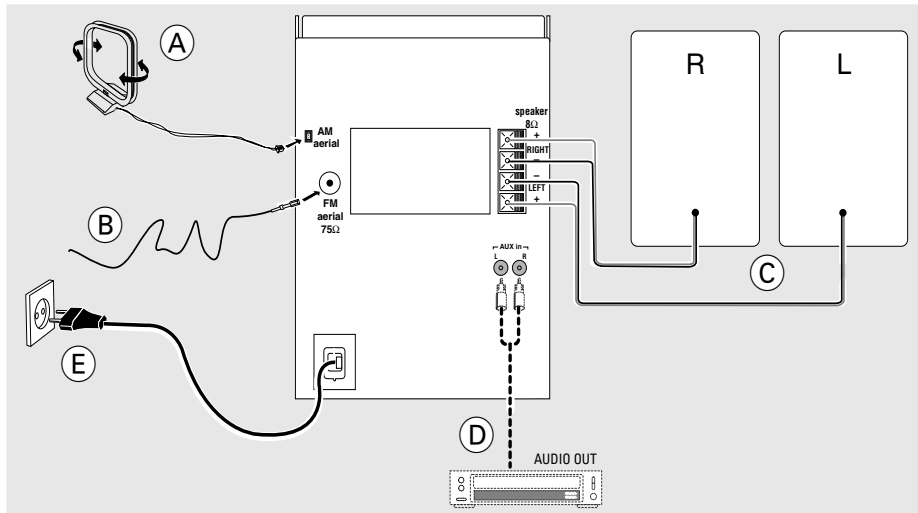 A
R
L
speaker
8Ω
+
RIGHT
–
–
LEFT
+
AM
aerial
FM
aerial
75Ω
B
AUX in
L R
C
E
D
AUDIO OUT